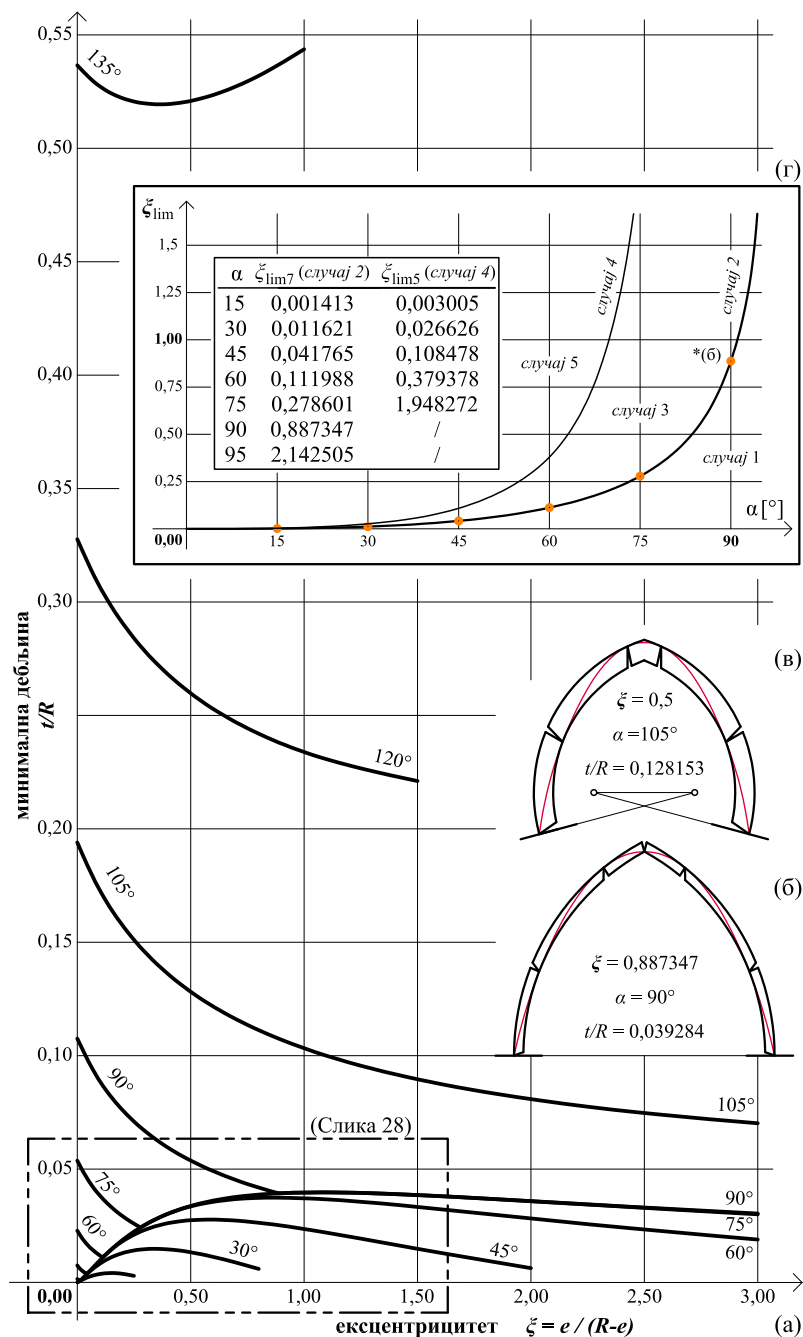 0,55
135°
0,50
(г)
ξlim
0,45
1,5
1,25
1,00
0,75
0,50
0,25
0,00
α ξlim7 (случај 2) ξlim5 (случај 4)
15 0,001413 0,003005
30 0,011621 0,026626
45 0,041765 0,108478
60 0,111988 0,379378
75 0,278601 1,948272
90 0,887347 /
95 2,142505 /
случај 4
случај 2
*(б)
случај 5
случај 3
случај 1
α [°]
15 30 45 60 75 90
0,40
0,35
0,30
минимална дебљина
t/R
(в)
ξ = 0,5
α =105°
t/R = 0,128153
120°
0,20
105°
(б)
0,15
ξ = 0,887347
α = 90°
t/R = 0,039284
0,10
90°
105°
(Слика 28)
0,05
75°
60°
30°
45°
90°
75°
60°
0,00 0,50 1,00 1,50 2,00 2,50 3,00
ексцентрицитет ξ = e / (R-e)
(а)